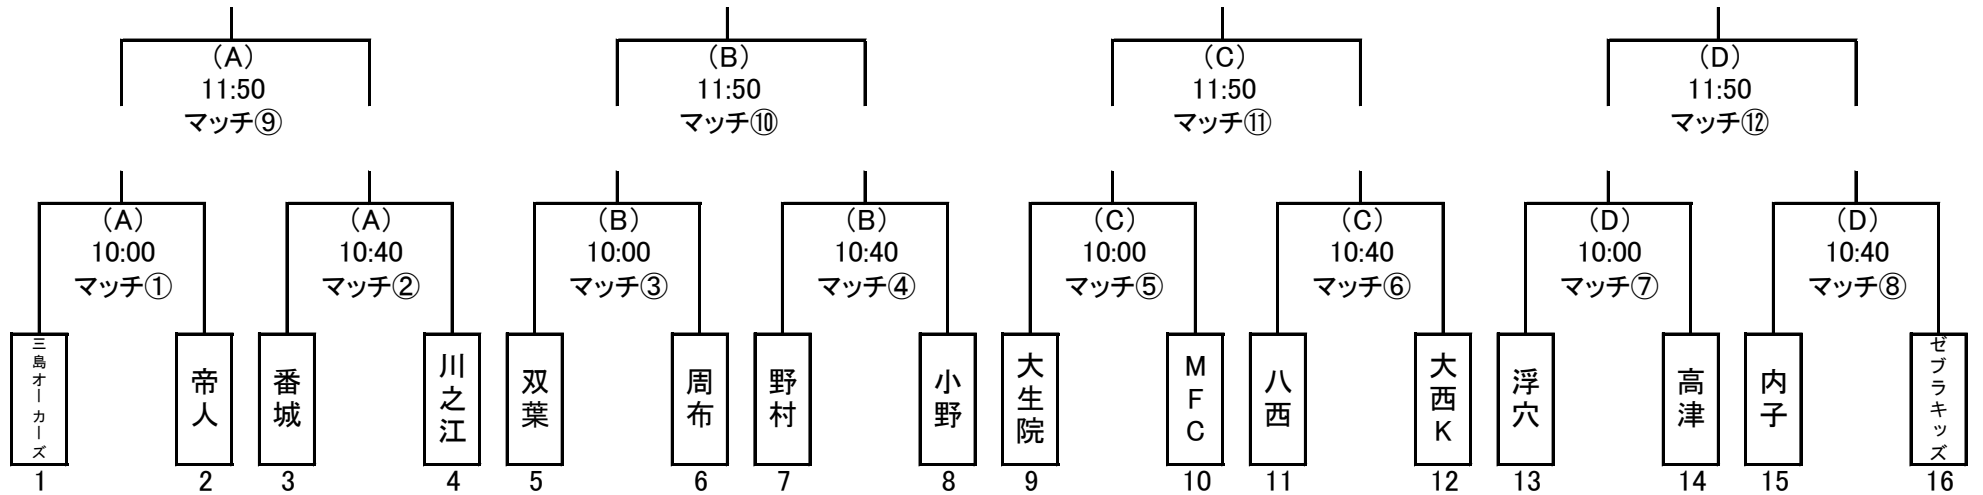 (A)
11:50
マッチ⑨
(B)
11:50
マッチ⑩
(C)
11:50
マッチ⑪
(D)
11:50
マッチ⑫
(A)
10:00
マッチ①
(A)
10:40
マッチ②
(B)
10:00
マッチ③
(B)
10:40
マッチ④
(C)
10:00
マッチ⑤
(C)
10:40
マッチ⑥
(D)
10:00
マッチ⑦
(D)
10:40
マッチ⑧
三島オーカーズ
帝人
番城
川之江
双葉
周布
野村
小野
大生院
MFC
八西
大西K
浮穴
高津
内子
ゼブラキッズ
1
2
3
4
5
6
7
8
9
10
11
12
13
14
15
16